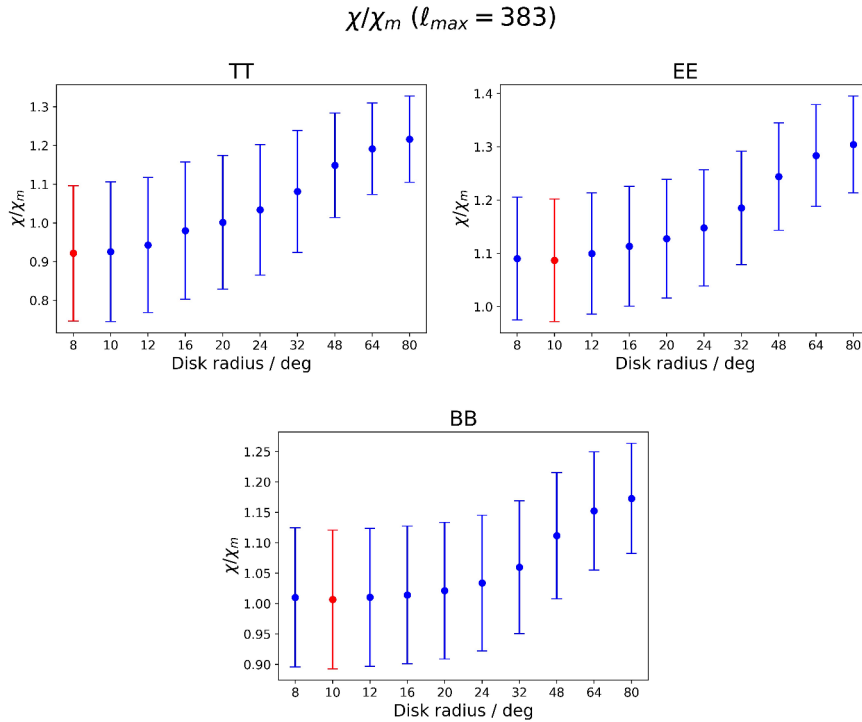 χ/χₘ (ℓₘₐₓ = 383)
TT
1.3
1.2
1.1
1.0
0.9
0.8
χ/χₘ
8 10 12 16 20 24 32 48 64 80
Disk radius / deg
EE
1.4
1.3
1.2
1.1
1.0
χ/χₘ
8 10 12 16 20 24 32 48 64 80
Disk radius / deg
BB
1.25
1.20
1.15
1.10
1.05
1.00
0.95
0.90
χ/χₘ
8 10 12 16 20 24 32 48 64 80
Disk radius / deg